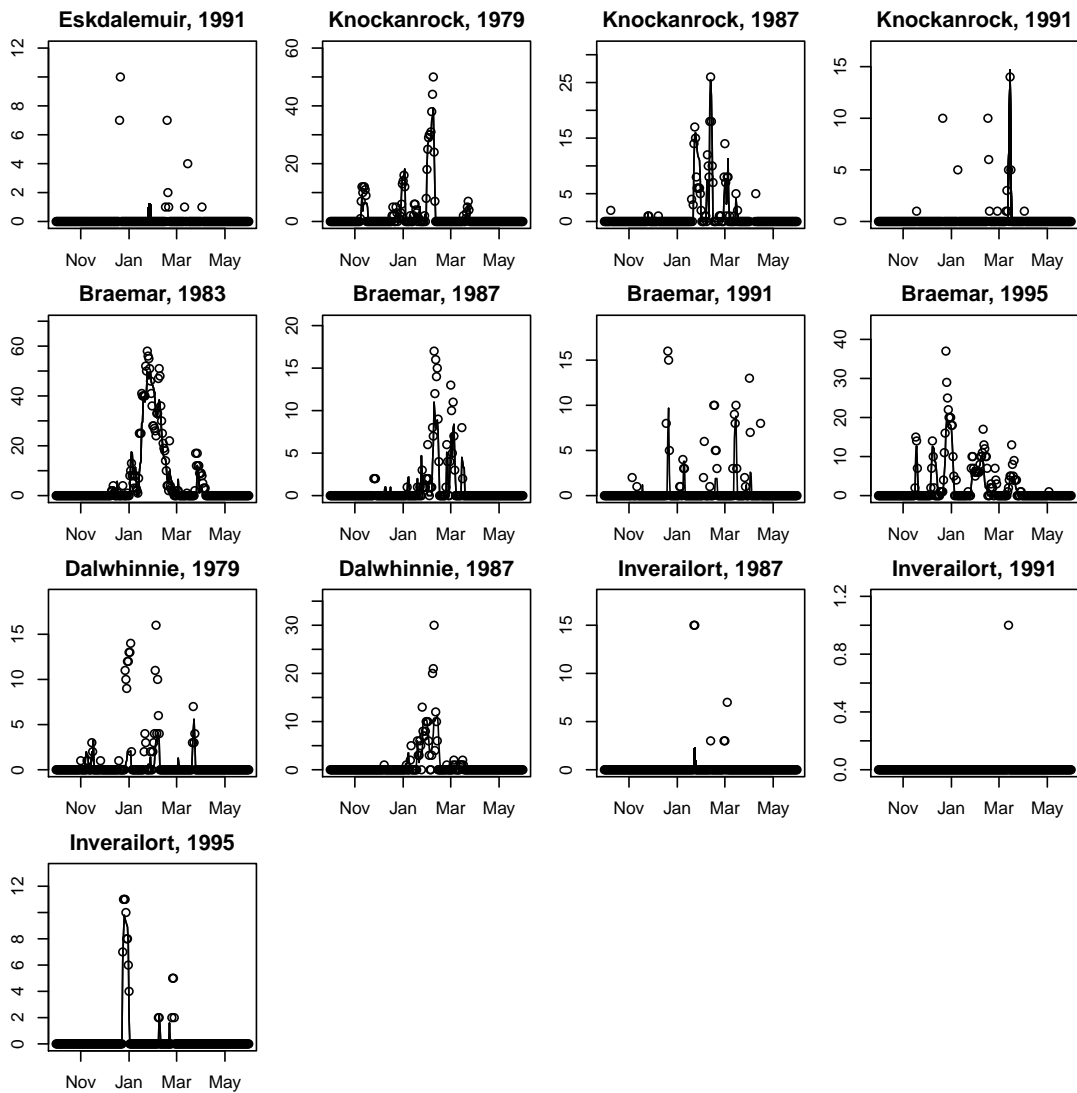 Eskdalemuir, 1991
0 2 4 6 8 10 12
Nov Jan Mar May
Knockanrock, 1979
0 20 40 60
Nov Jan Mar May
Knockanrock, 1987
0 5 15 25
Nov Jan Mar May
Knockanrock, 1991
0 5 10 15
Nov Jan Mar May
Braemar, 1983
0 20 40 60
Nov Jan Mar May
Braemar, 1987
0 5 10 15 20
Nov Jan Mar May
Braemar, 1991
0 5 10 15
Nov Jan Mar May
Braemar, 1995
0 10 20 30 40
Nov Jan Mar May
Dalwhinnie, 1979
0 5 10 15
Nov Jan Mar May
Dalwhinnie, 1987
0 10 20 30
Nov Jan Mar May
Inverailort, 1987
0 5 10 15
Nov Jan Mar May
Inverailort, 1991
0.0 0.4 0.8 1.2
Nov Jan Mar May
Inverailort, 1995
0 2 4 6 8 10 12
Nov Jan Mar May